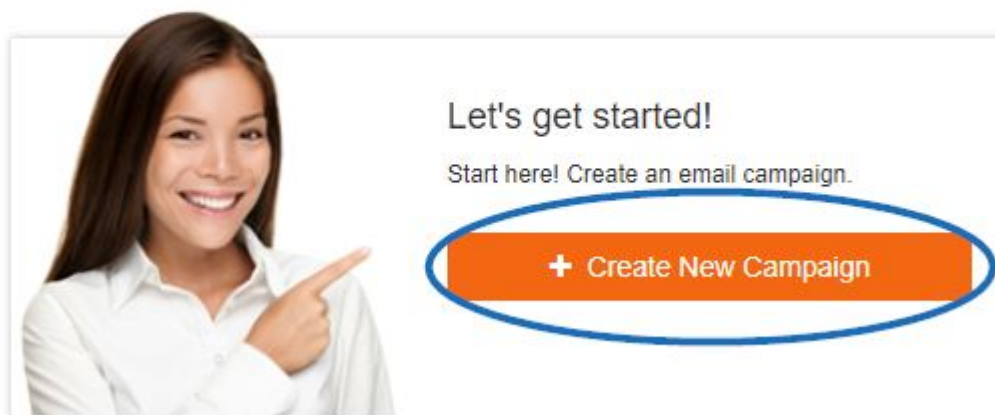 Let's get started!
Start here! Create an email campaign.
+ Create New Campaign